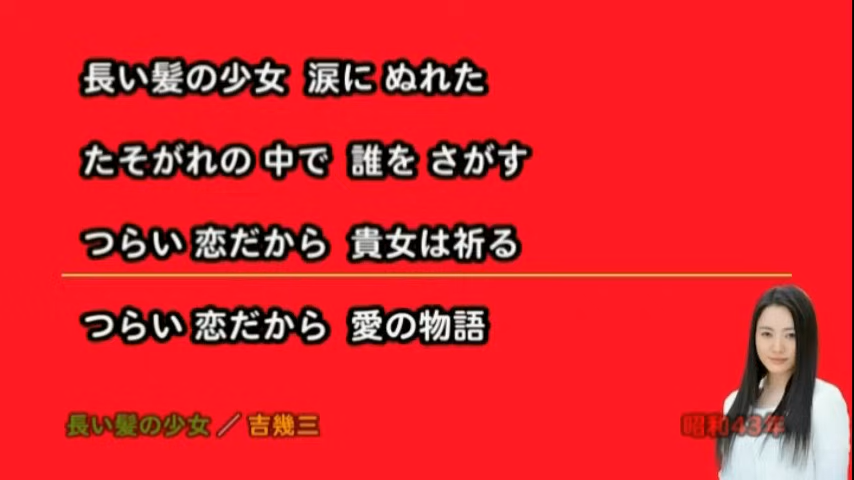 長い髪の少女 涙に ぬれた
たそがれの 中で 誰を さがす
つらい 恋だから 貴女は祈る
つらい 恋だから 愛の物語
長い髪の少女 ／ 吉幾三
昭和43年